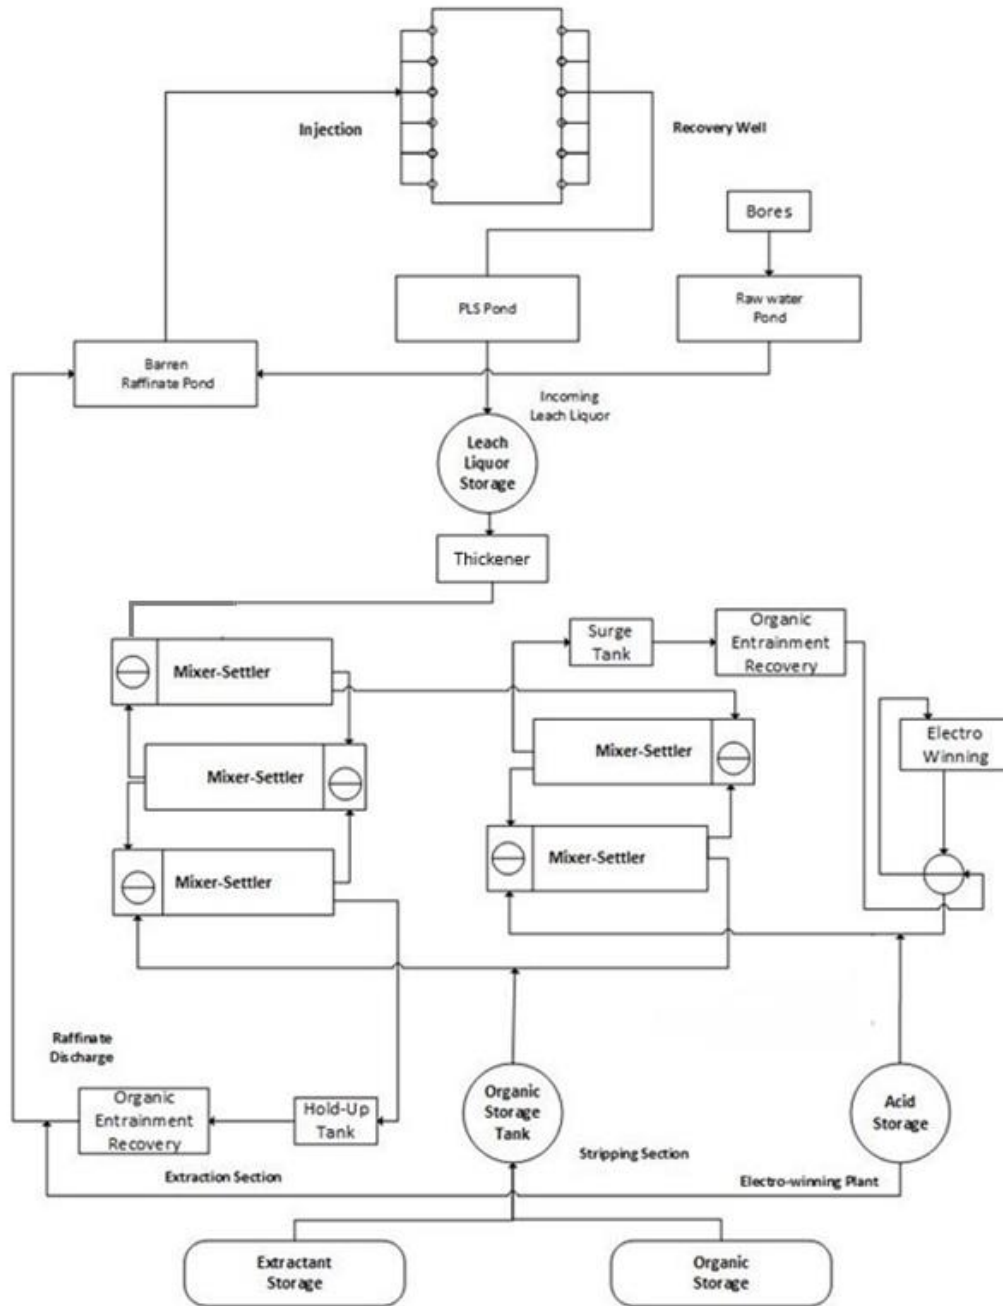 Injection
Recovery Well
Bores
PLS Pond
Raw water
Pond
Barren
Raffinate Pond
Incoming
Leach Liquor
Leach
Liquor
Storage
Thickener
Surge
Tank
Organic
Entrainment
Recovery
Mixer-Settler
Mixer-Settler
Electro
Winning
Mixer-Settler
Mixer-Settler
Mixer-Settler
Raffinate
Discharge
Organic
Entrainment
Recovery
Hold-Up
Tank
Organic
Storage
Tank
Acid
Storage
Stripping Section
Extraction Section
Electro-winning Plant
Extractant
Storage
Organic
Storage